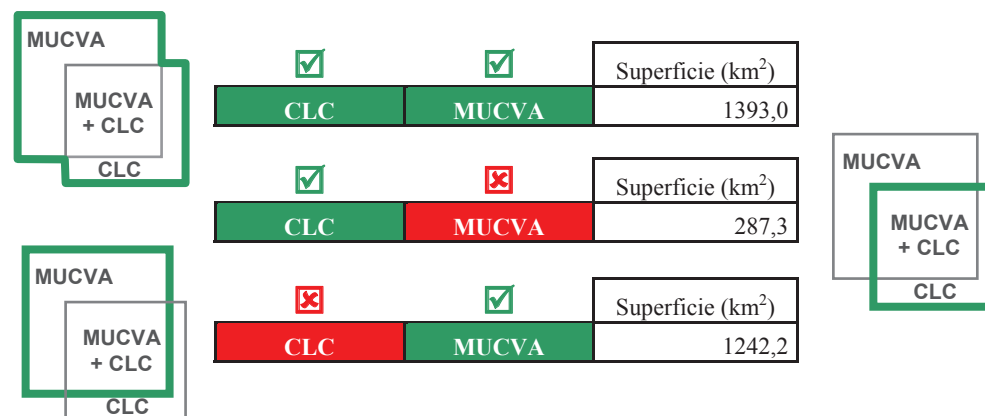 MUCVA
MUCVA
+ CLC
CLC
Superficie (km²)
CLC MUCVA 1393,0
Superficie (km²)
CLC MUCVA 287,3
MUCVA
MUCVA
+ CLC
CLC
MUCVA
MUCVA
+ CLC
CLC
Superficie (km²)
CLC MUCVA 1242,2